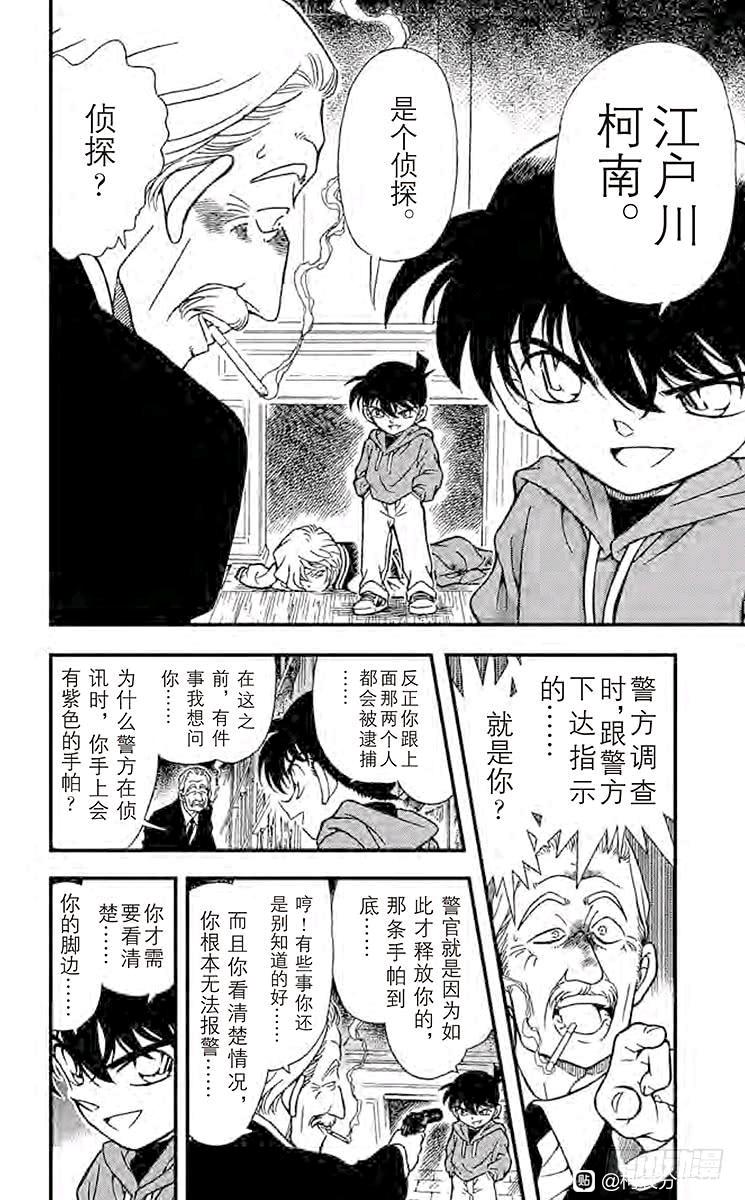 江户川
柯南。
是个侦探。
侦探？
警方调查
时,跟警方
下达指示
的……
就是你？
反正你跟上
面那两个人
都会被逮捕
在这之
前，有件
事我想问
你……
为什么警方在侦
讯时，你手上会
有紫色的手帕？
警官就是因为如
此才释放你的，
那条手帕到
底……
哼！有些事你还
是别知道的好……
而且你看清楚情况，
你根本无法报警……
你才需
要看清
楚……
你的脚边……
贴